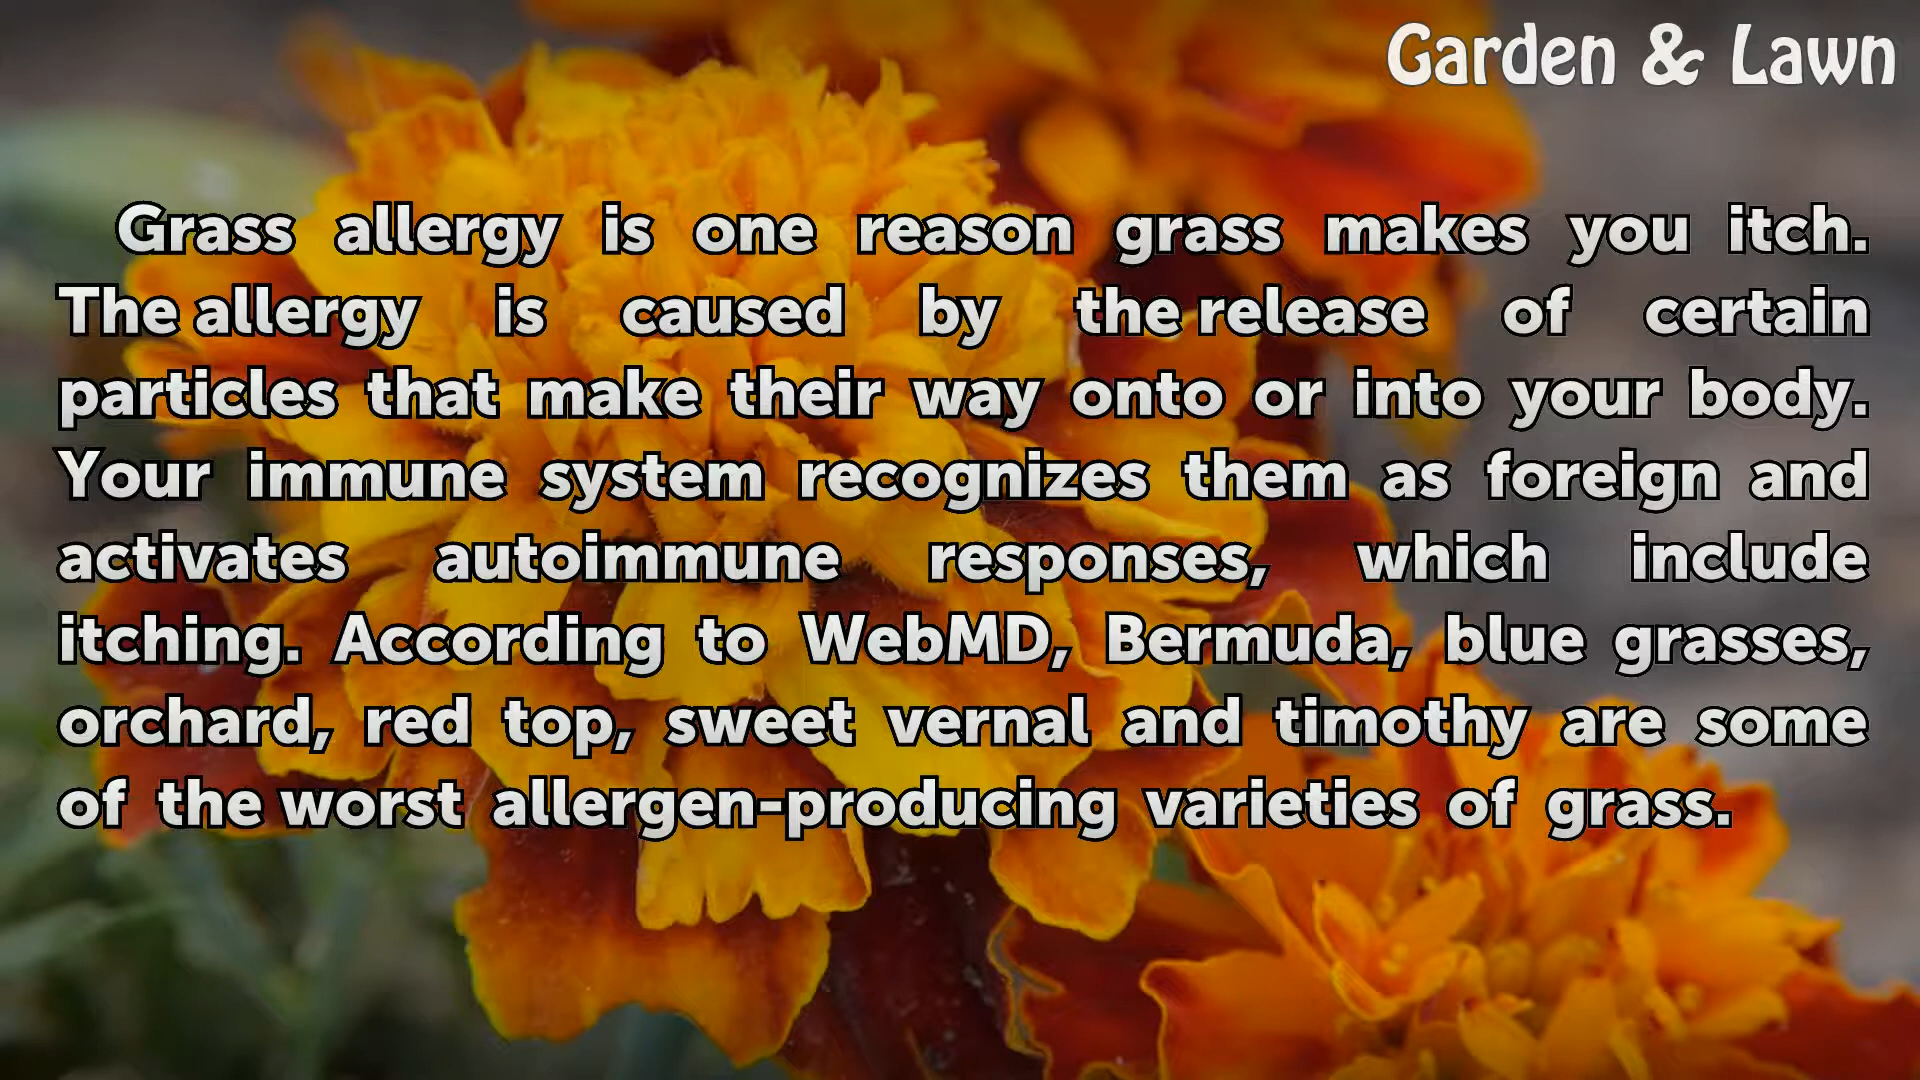 Garden & Lawn
Grass allergy is one reason grass makes you itch.
The allergy is caused by the release of certain
particles that make their way onto or into your body.
Your immune system recognizes them as foreign and
activates autoimmune responses, which include
itching. According to WebMD, Bermuda, blue grasses,
orchard, red top, sweet vernal and timothy are some
of the worst allergen-producing varieties of grass.